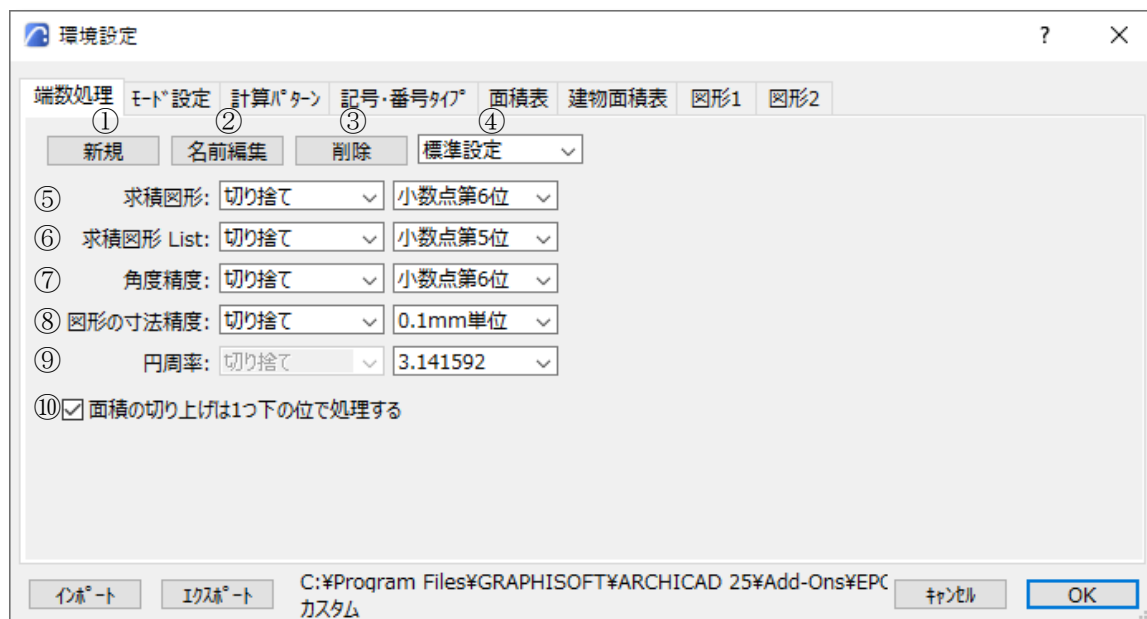 環境設定 ?
端数処理 ﾓｰﾄﾞ設定 計算ﾊﾟﾀｰﾝ 記号･番号ﾀｲﾌﾟ 面積表 建物面積表 図形1 図形2
① ② ③ ④
新規 名前編集 削除 標準設定
⑤ 求積図形: 切り捨て 小数点第6位
⑥ 求積図形 List: 切り捨て 小数点第5位
⑦ 角度精度: 切り捨て 小数点第6位
⑧ 図形の寸法精度: 切り捨て 0.1mm単位
⑨ 円周率: 切り捨て 3.141592
⑩ 面積の切り上げは1つ下の位で処理する
ｲﾝﾎﾟｰﾄ ｴｸｽﾎﾟｰﾄ C:¥Program Files¥GRAPHISOFT¥ARCHICAD 25¥Add-Ons¥EPC ｷｬﾝｾﾙ OK
カスタム